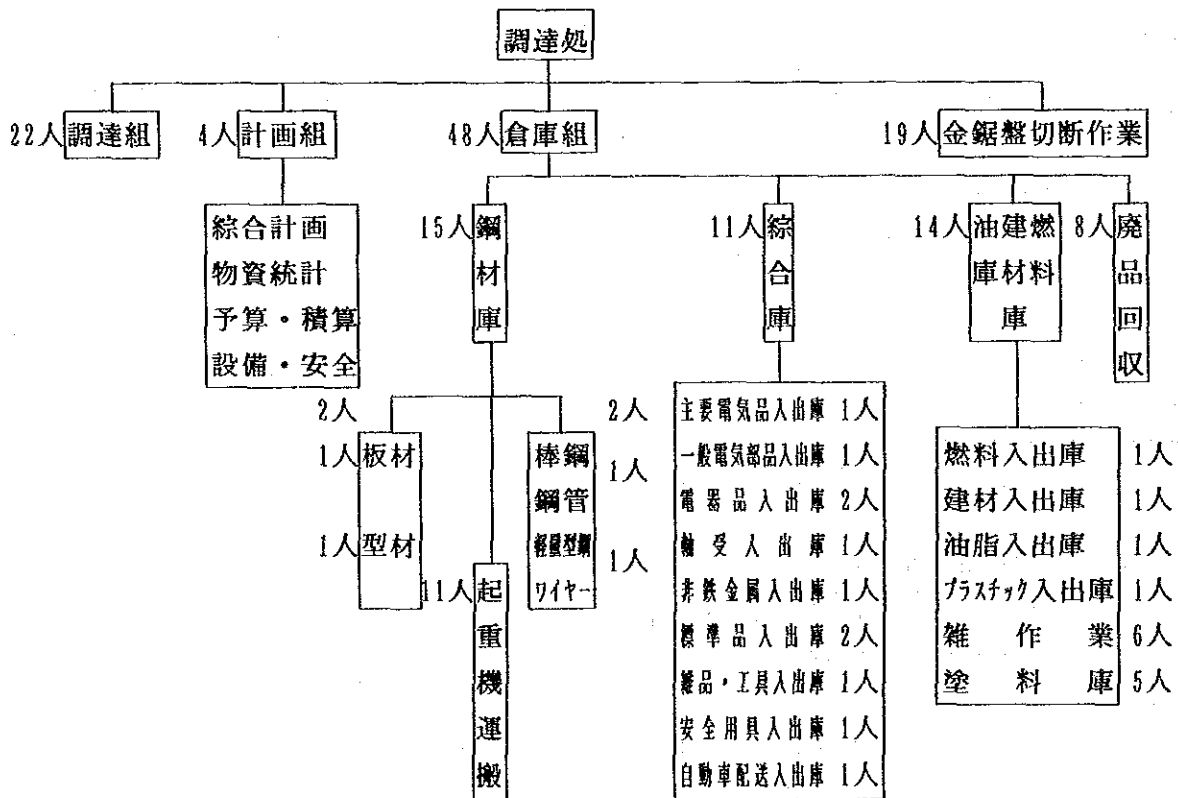 調達処
22人 調達組
4人 計画組
48人 倉庫組
19人 金鋸盤切断作業
綜合計画
物資統計
予算・積算
設備・安全
15人 鋼材庫
11人 綜合庫
14人 油庫 建材 燃料庫
8人 廃品回収
2人
1人 板材
1人 型材
11人 起重機運搬
2人
棒鋼 1人
鋼管
軽量型鋼 1人
ワイヤー
主要電気品入出庫 1人
一般電気部品入出庫 1人
電器品入出庫 2人
軸受入出庫 1人
非鉄金属入出庫 1人
標準品入出庫 2人
雑品・工具入出庫 1人
安全用具入出庫 1人
自動車配送入出庫 1人
燃料入出庫 1人
建材入出庫 1人
油脂入出庫 1人
プラスチック入出庫 1人
雑作業 6人
塗料庫 5人